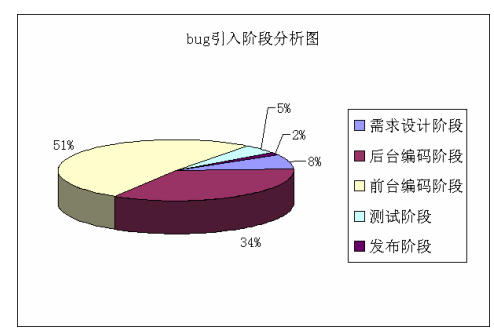 bug引入阶段分析图
5%
2%
8%
51%
34%
需求设计阶段
后台编码阶段
前台编码阶段
测试阶段
发布阶段